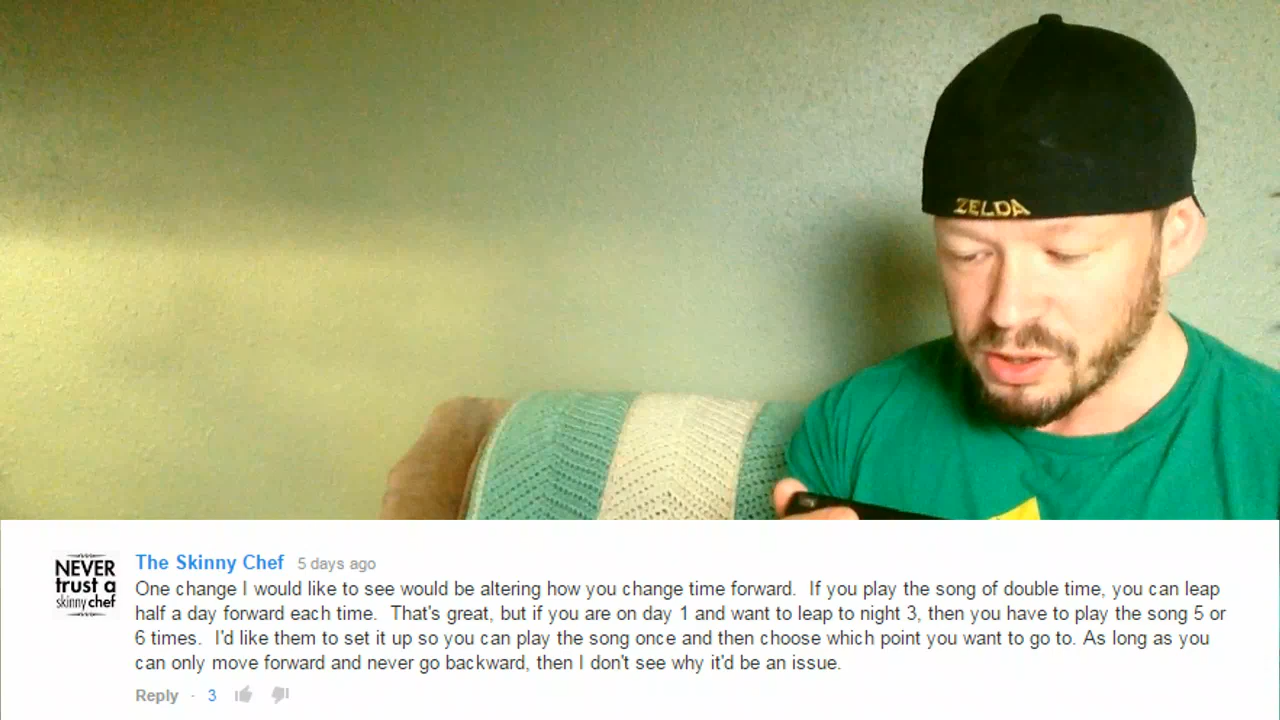 ZELDA
NEVER
trust a
skinny chef
The Skinny Chef 5 days ago
One change I would like to see would be altering how you change time forward.  If you play the song of double time, you can leap
half a day forward each time.  That's great, but if you are on day 1 and want to leap to night 3, then you have to play the song 5 or
6 times.  I'd like them to set it up so you can play the song once and then choose which point you want to go to. As long as you
can only move forward and never go backward, then I don't see why it'd be an issue.
Reply · 3